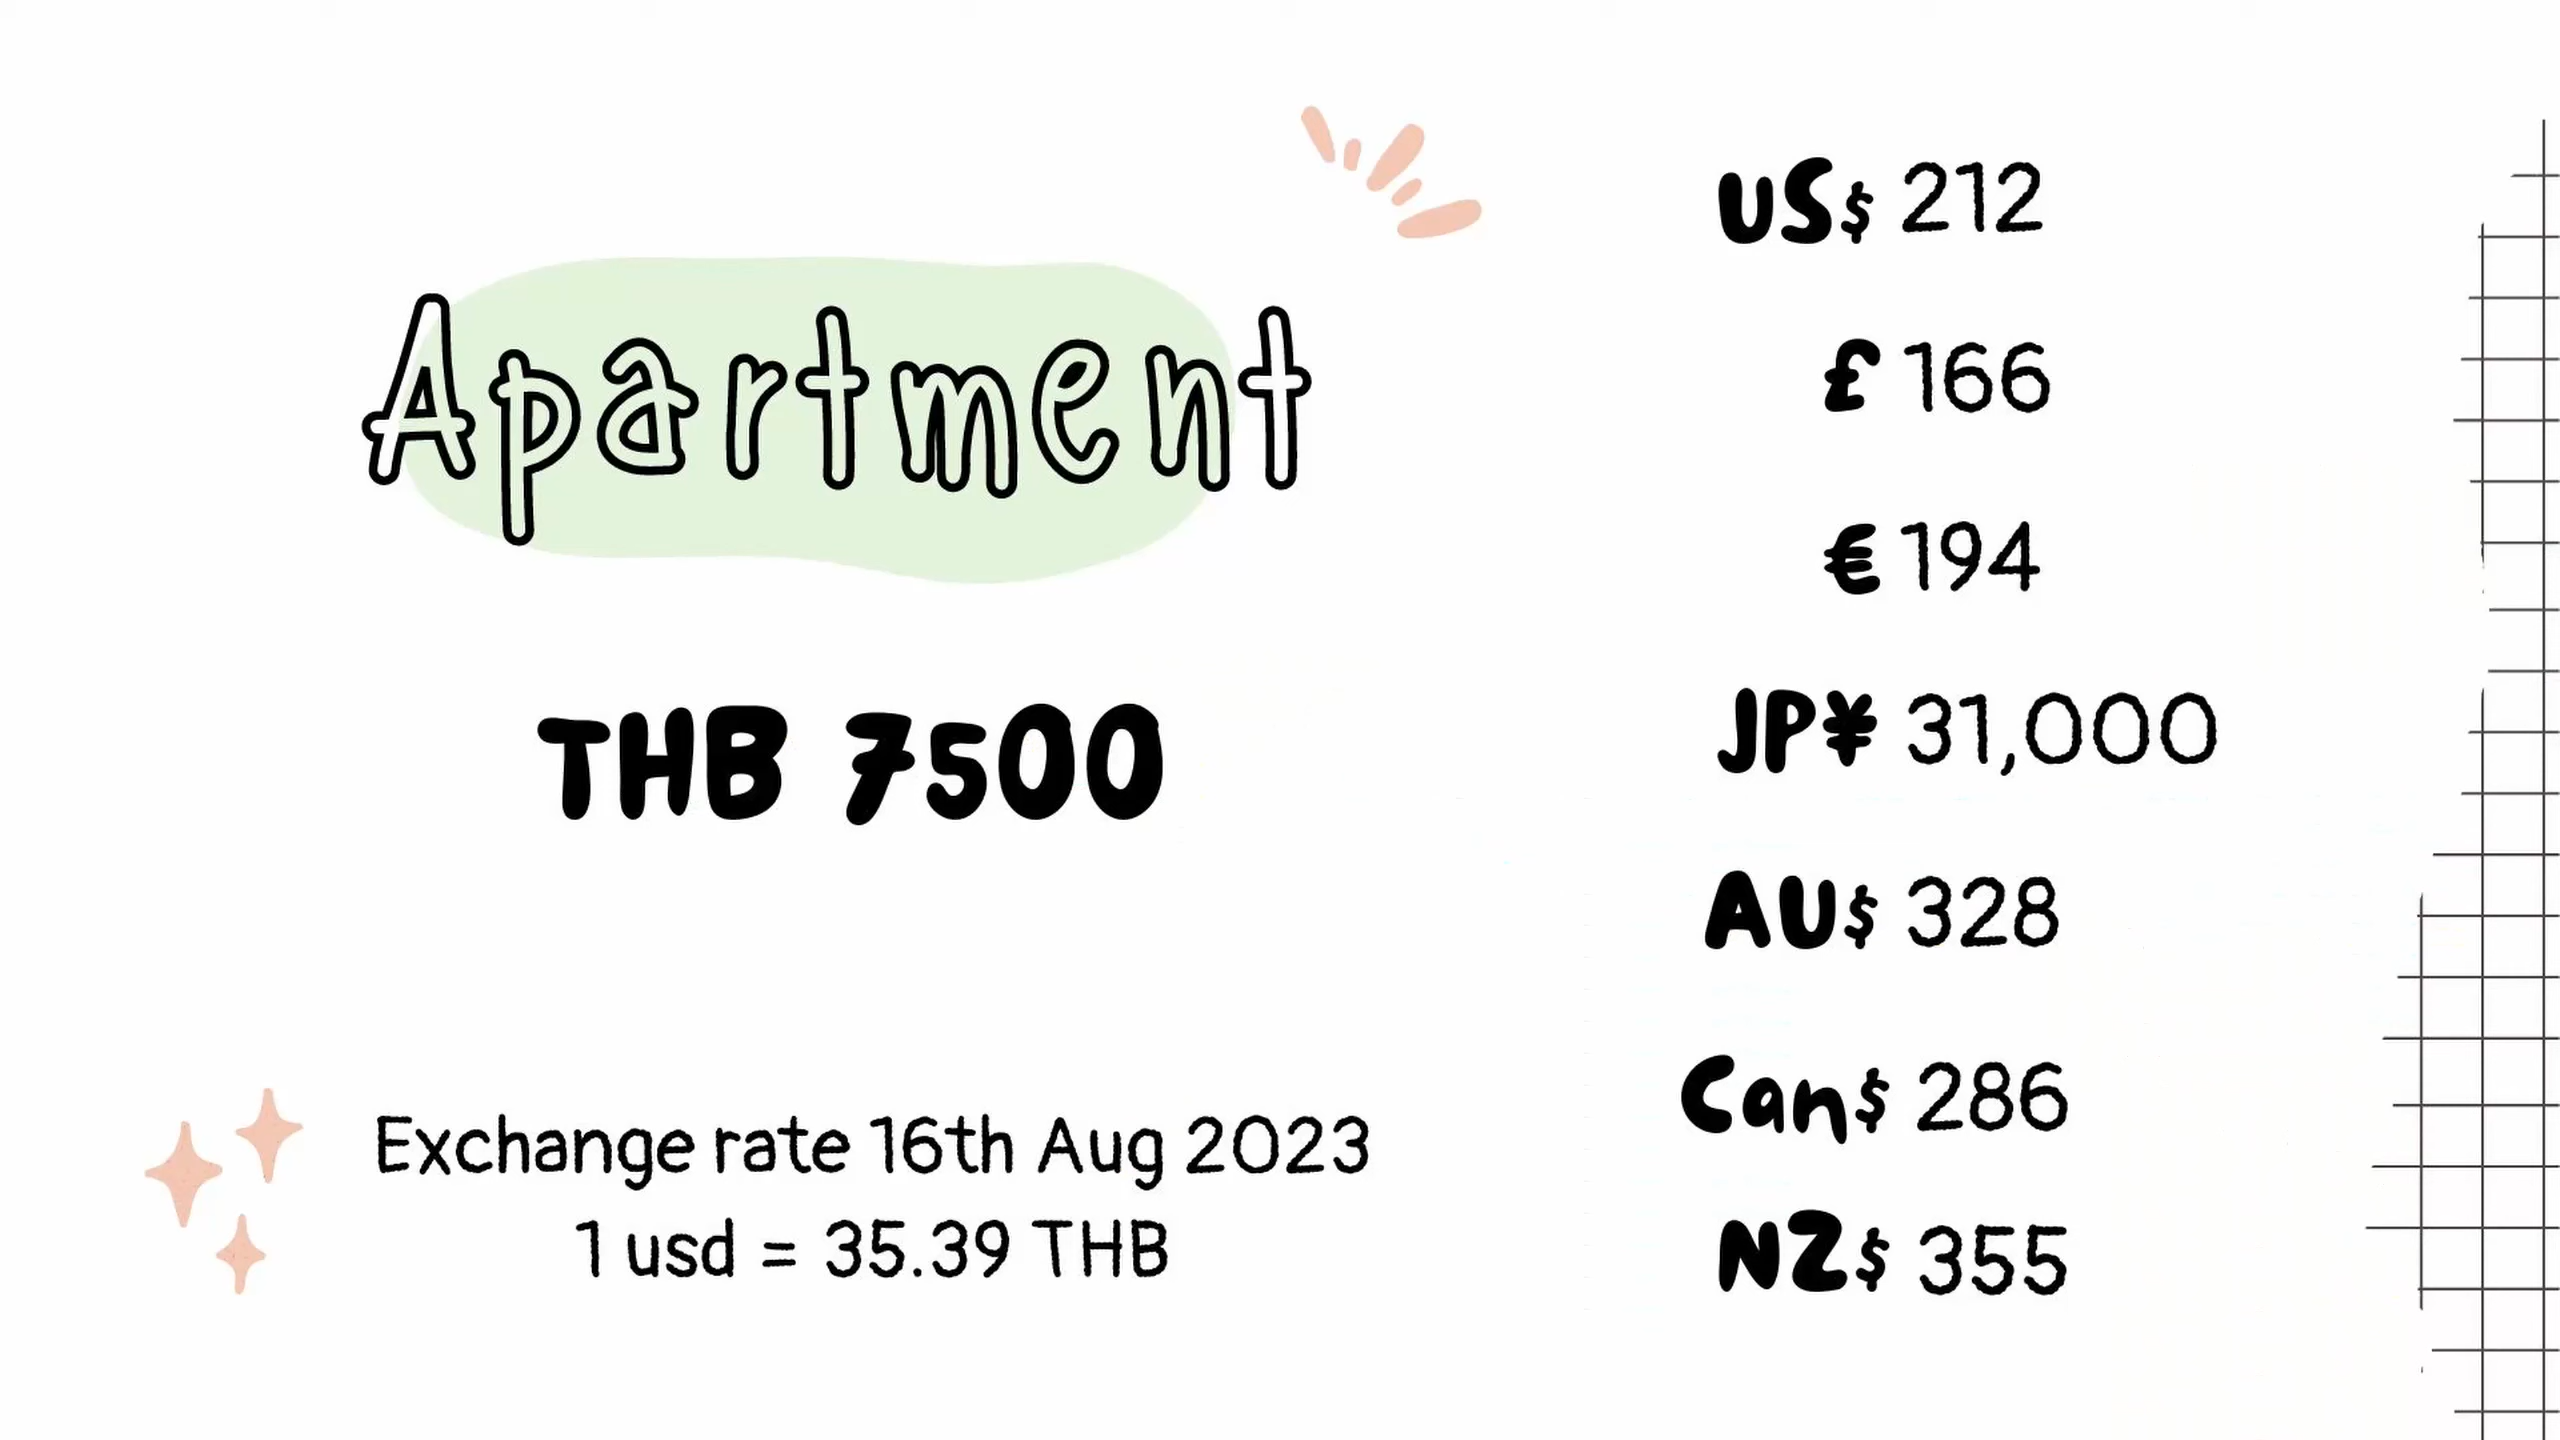 Apartment
THB 7500
Exchange rate 16th Aug 2023
1 usd = 35.39 THB
US$ 212
£ 166
€ 194
JP¥ 31,000
AU$ 328
Can$ 286
NZ$ 355